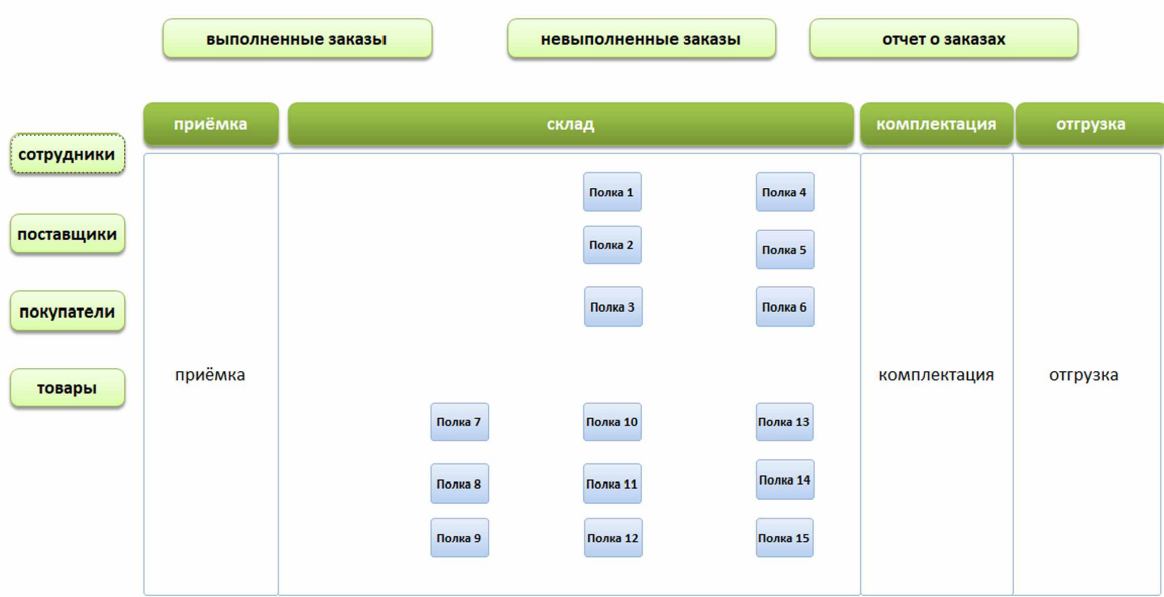 выполненные заказы
невыполненные заказы
отчет о заказах
приёмка
склад
комплектация
отгрузка
сотрудники
поставщики
покупатели
товары
приёмка
Полка 1
Полка 4
Полка 2
Полка 5
Полка 3
Полка 6
Полка 7
Полка 10
Полка 13
Полка 8
Полка 11
Полка 14
Полка 9
Полка 12
Полка 15
комплектация
отгрузка